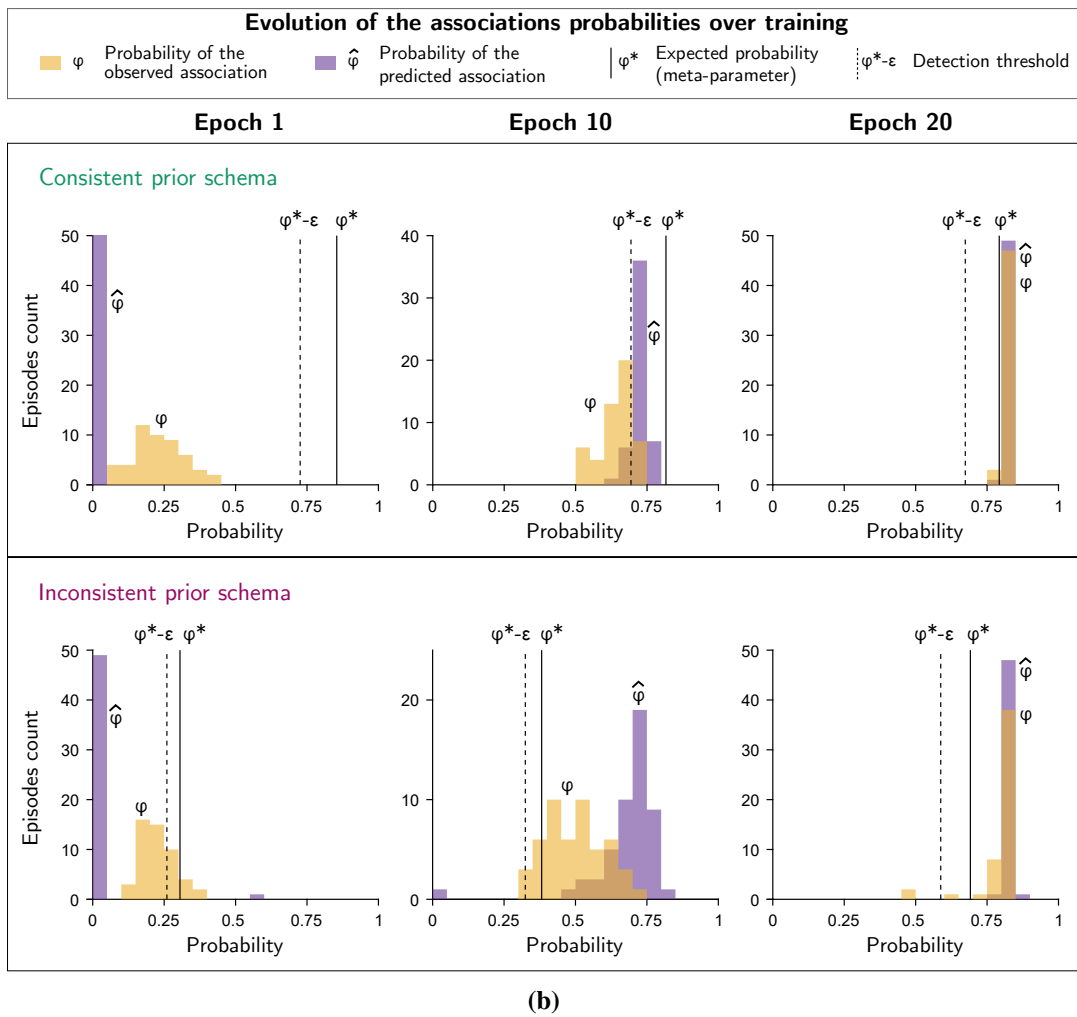 Evolution of the associations probabilities over training
φ Probability of the observed association
φ̂ Probability of the predicted association
φ* Expected probability (meta-parameter)
φ*-ε Detection threshold
Epoch 1 Epoch 10 Epoch 20
Consistent prior schema
φ*-ε φ* φ*-ε φ* φ*-ε φ*
50 40 50
φ̂ φ̂ φ
40 30 40
φ̂
30 20 30
φ
20 10 20
φ
10 10
0 0 0
0 0.25 0.5 0.75 1 0 0.25 0.5 0.75 1 0 0.25 0.5 0.75 1
Episodes count
Probability Probability Probability
Inconsistent prior schema
φ*-ε φ* φ*-ε φ* φ*-ε φ*
50 50
φ̂ φ̂ φ̂
40 20 40
φ
30 30
φ
20 10 20
φ
10 10
0 0 0
0 0.25 0.5 0.75 1 0 0.25 0.5 0.75 1 0 0.25 0.5 0.75 1
Episodes count
Probability Probability Probability
(b)